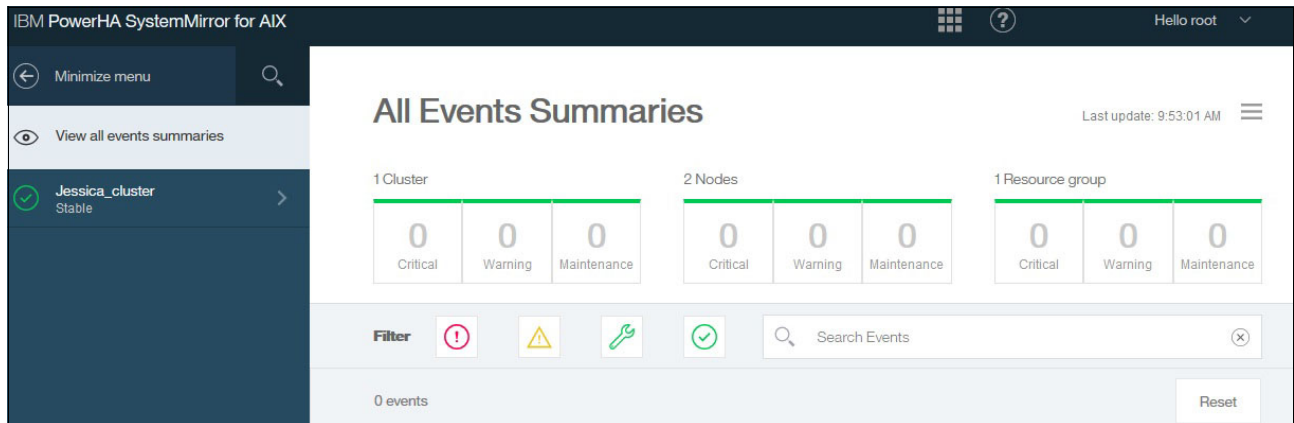 IBM PowerHA SystemMirror for AIX
Hello root
Minimize menu
View all events summaries
Jessica_cluster
Stable
All Events Summaries
Last update: 9:53:01 AM
1 Cluster
2 Nodes
1 Resource group
0 0 0
Critical Warning Maintenance
0 0 0
Critical Warning Maintenance
0 0 0
Critical Warning Maintenance
Filter
Search Events
0 events
Reset